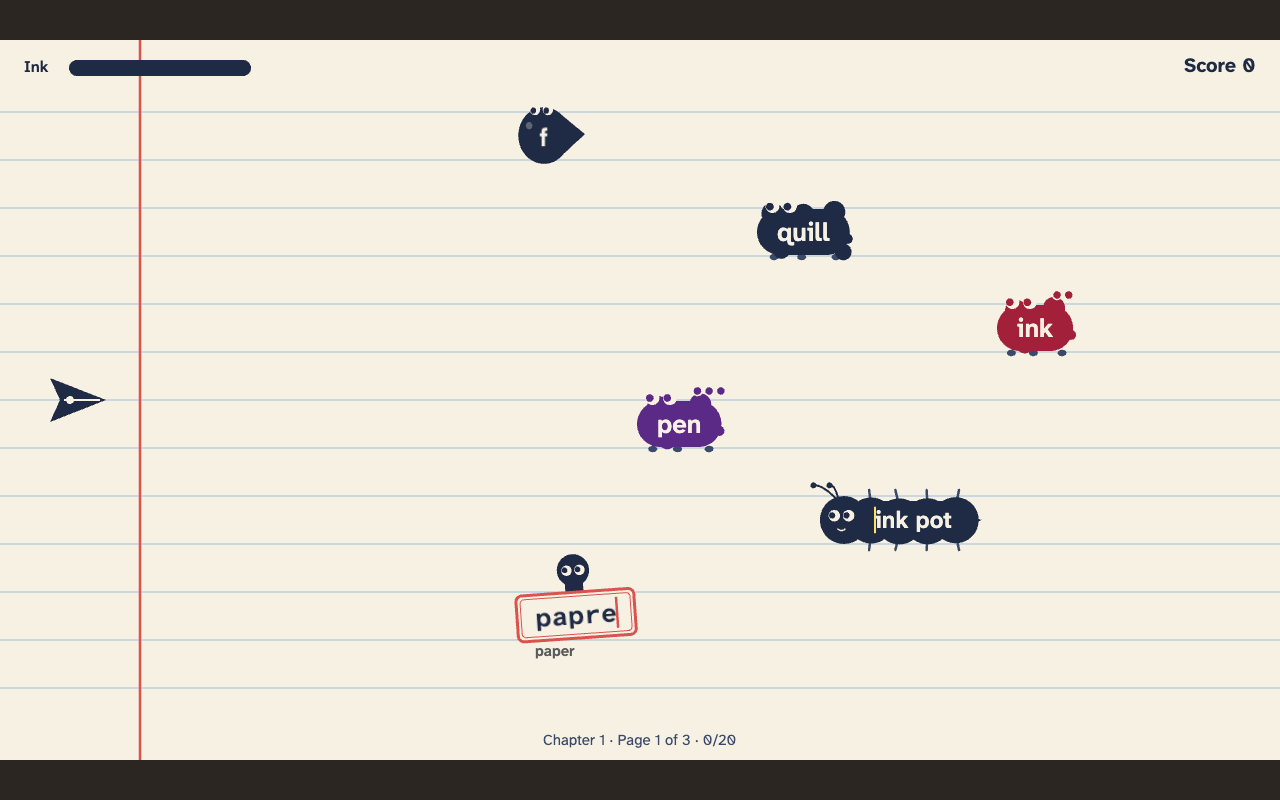 Ink
Score 0
f
quill
ink
pen
ink pot
papre
paper
Chapter 1 · Page 1 of 3 · 0/20